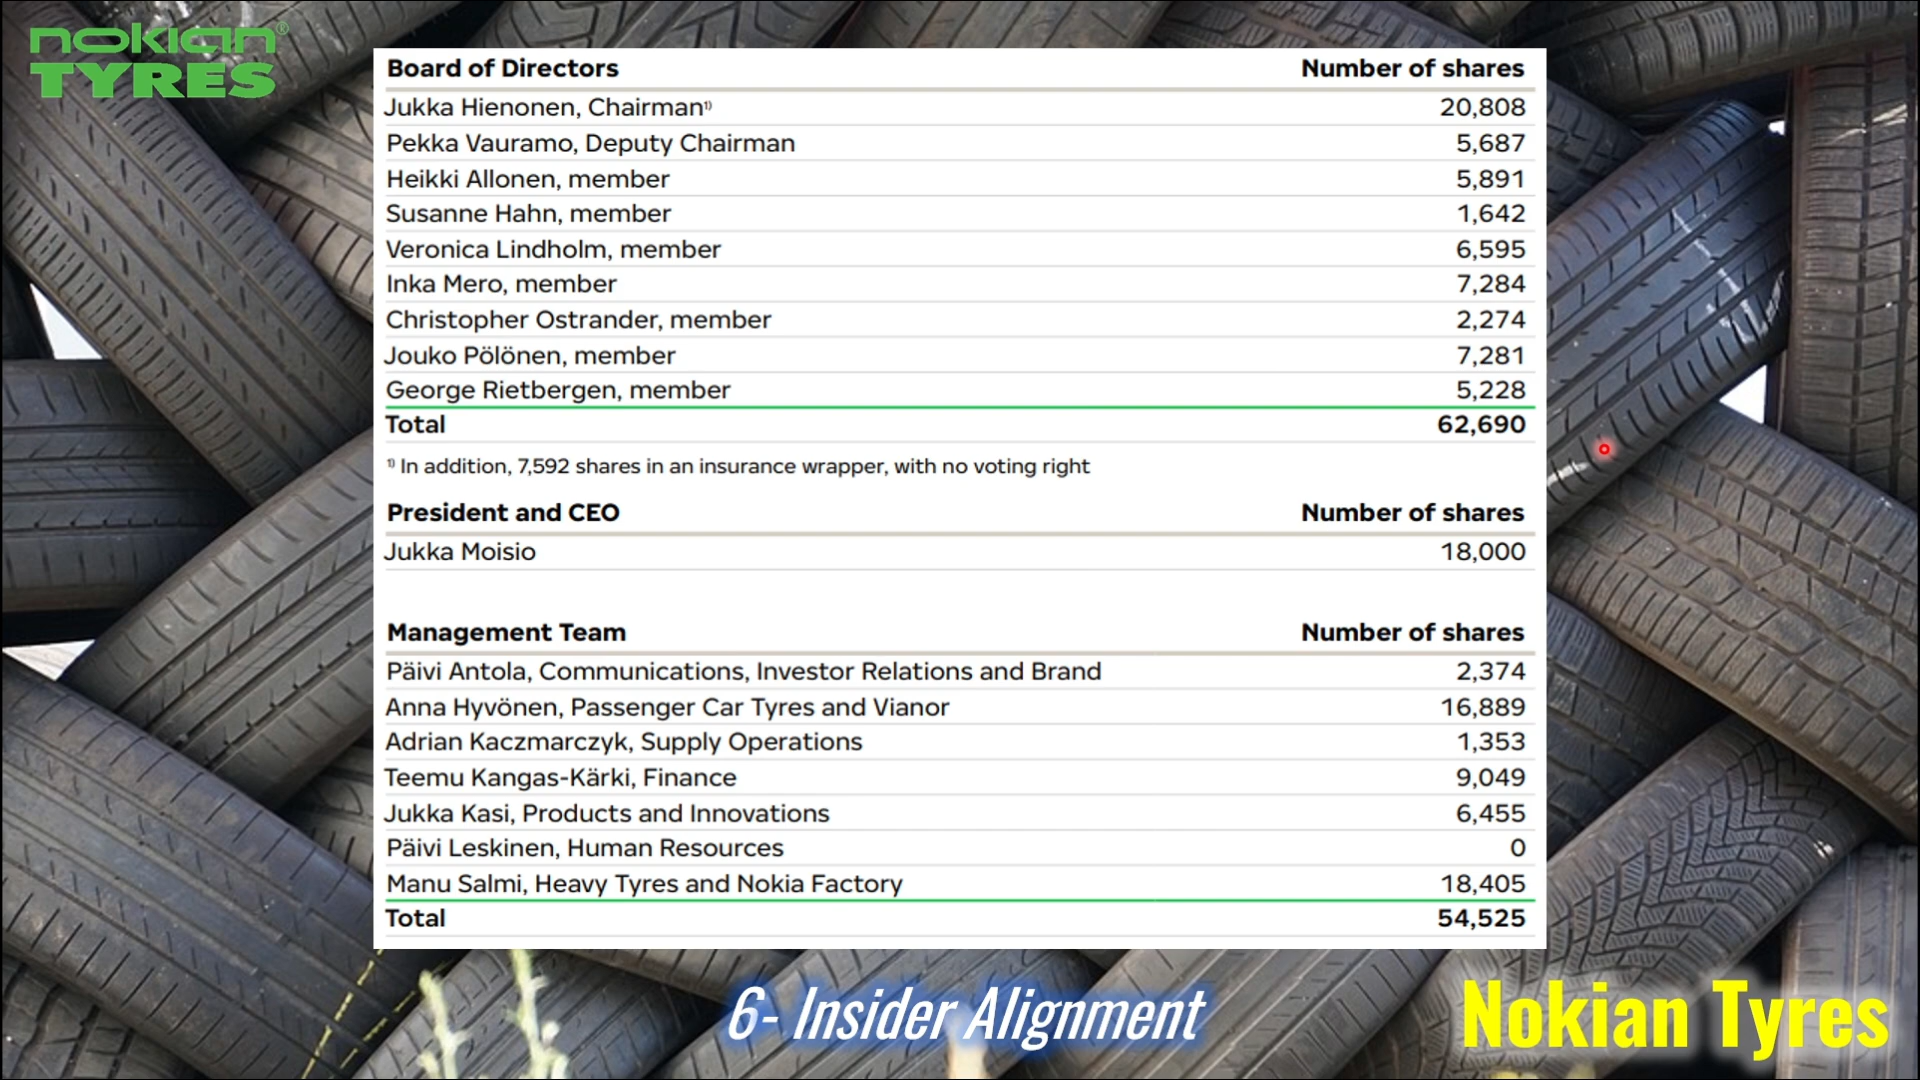 nokian®
TYRES
Board of Directors Number of shares
Jukka Hienonen, Chairman¹⁾ 20,808
Pekka Vauramo, Deputy Chairman 5,687
Heikki Allonen, member 5,891
Susanne Hahn, member 1,642
Veronica Lindholm, member 6,595
Inka Mero, member 7,284
Christopher Ostrander, member 2,274
Jouko Pölönen, member 7,281
George Rietbergen, member 5,228
Total 62,690
¹⁾ In addition, 7,592 shares in an insurance wrapper, with no voting right
President and CEO Number of shares
Jukka Moisio 18,000
Management Team Number of shares
Päivi Antola, Communications, Investor Relations and Brand 2,374
Anna Hyvönen, Passenger Car Tyres and Vianor 16,889
Adrian Kaczmarczyk, Supply Operations 1,353
Teemu Kangas-Kärki, Finance 9,049
Jukka Kasi, Products and Innovations 6,455
Päivi Leskinen, Human Resources 0
Manu Salmi, Heavy Tyres and Nokia Factory 18,405
Total 54,525
6- Insider Alignment
Nokian Tyres